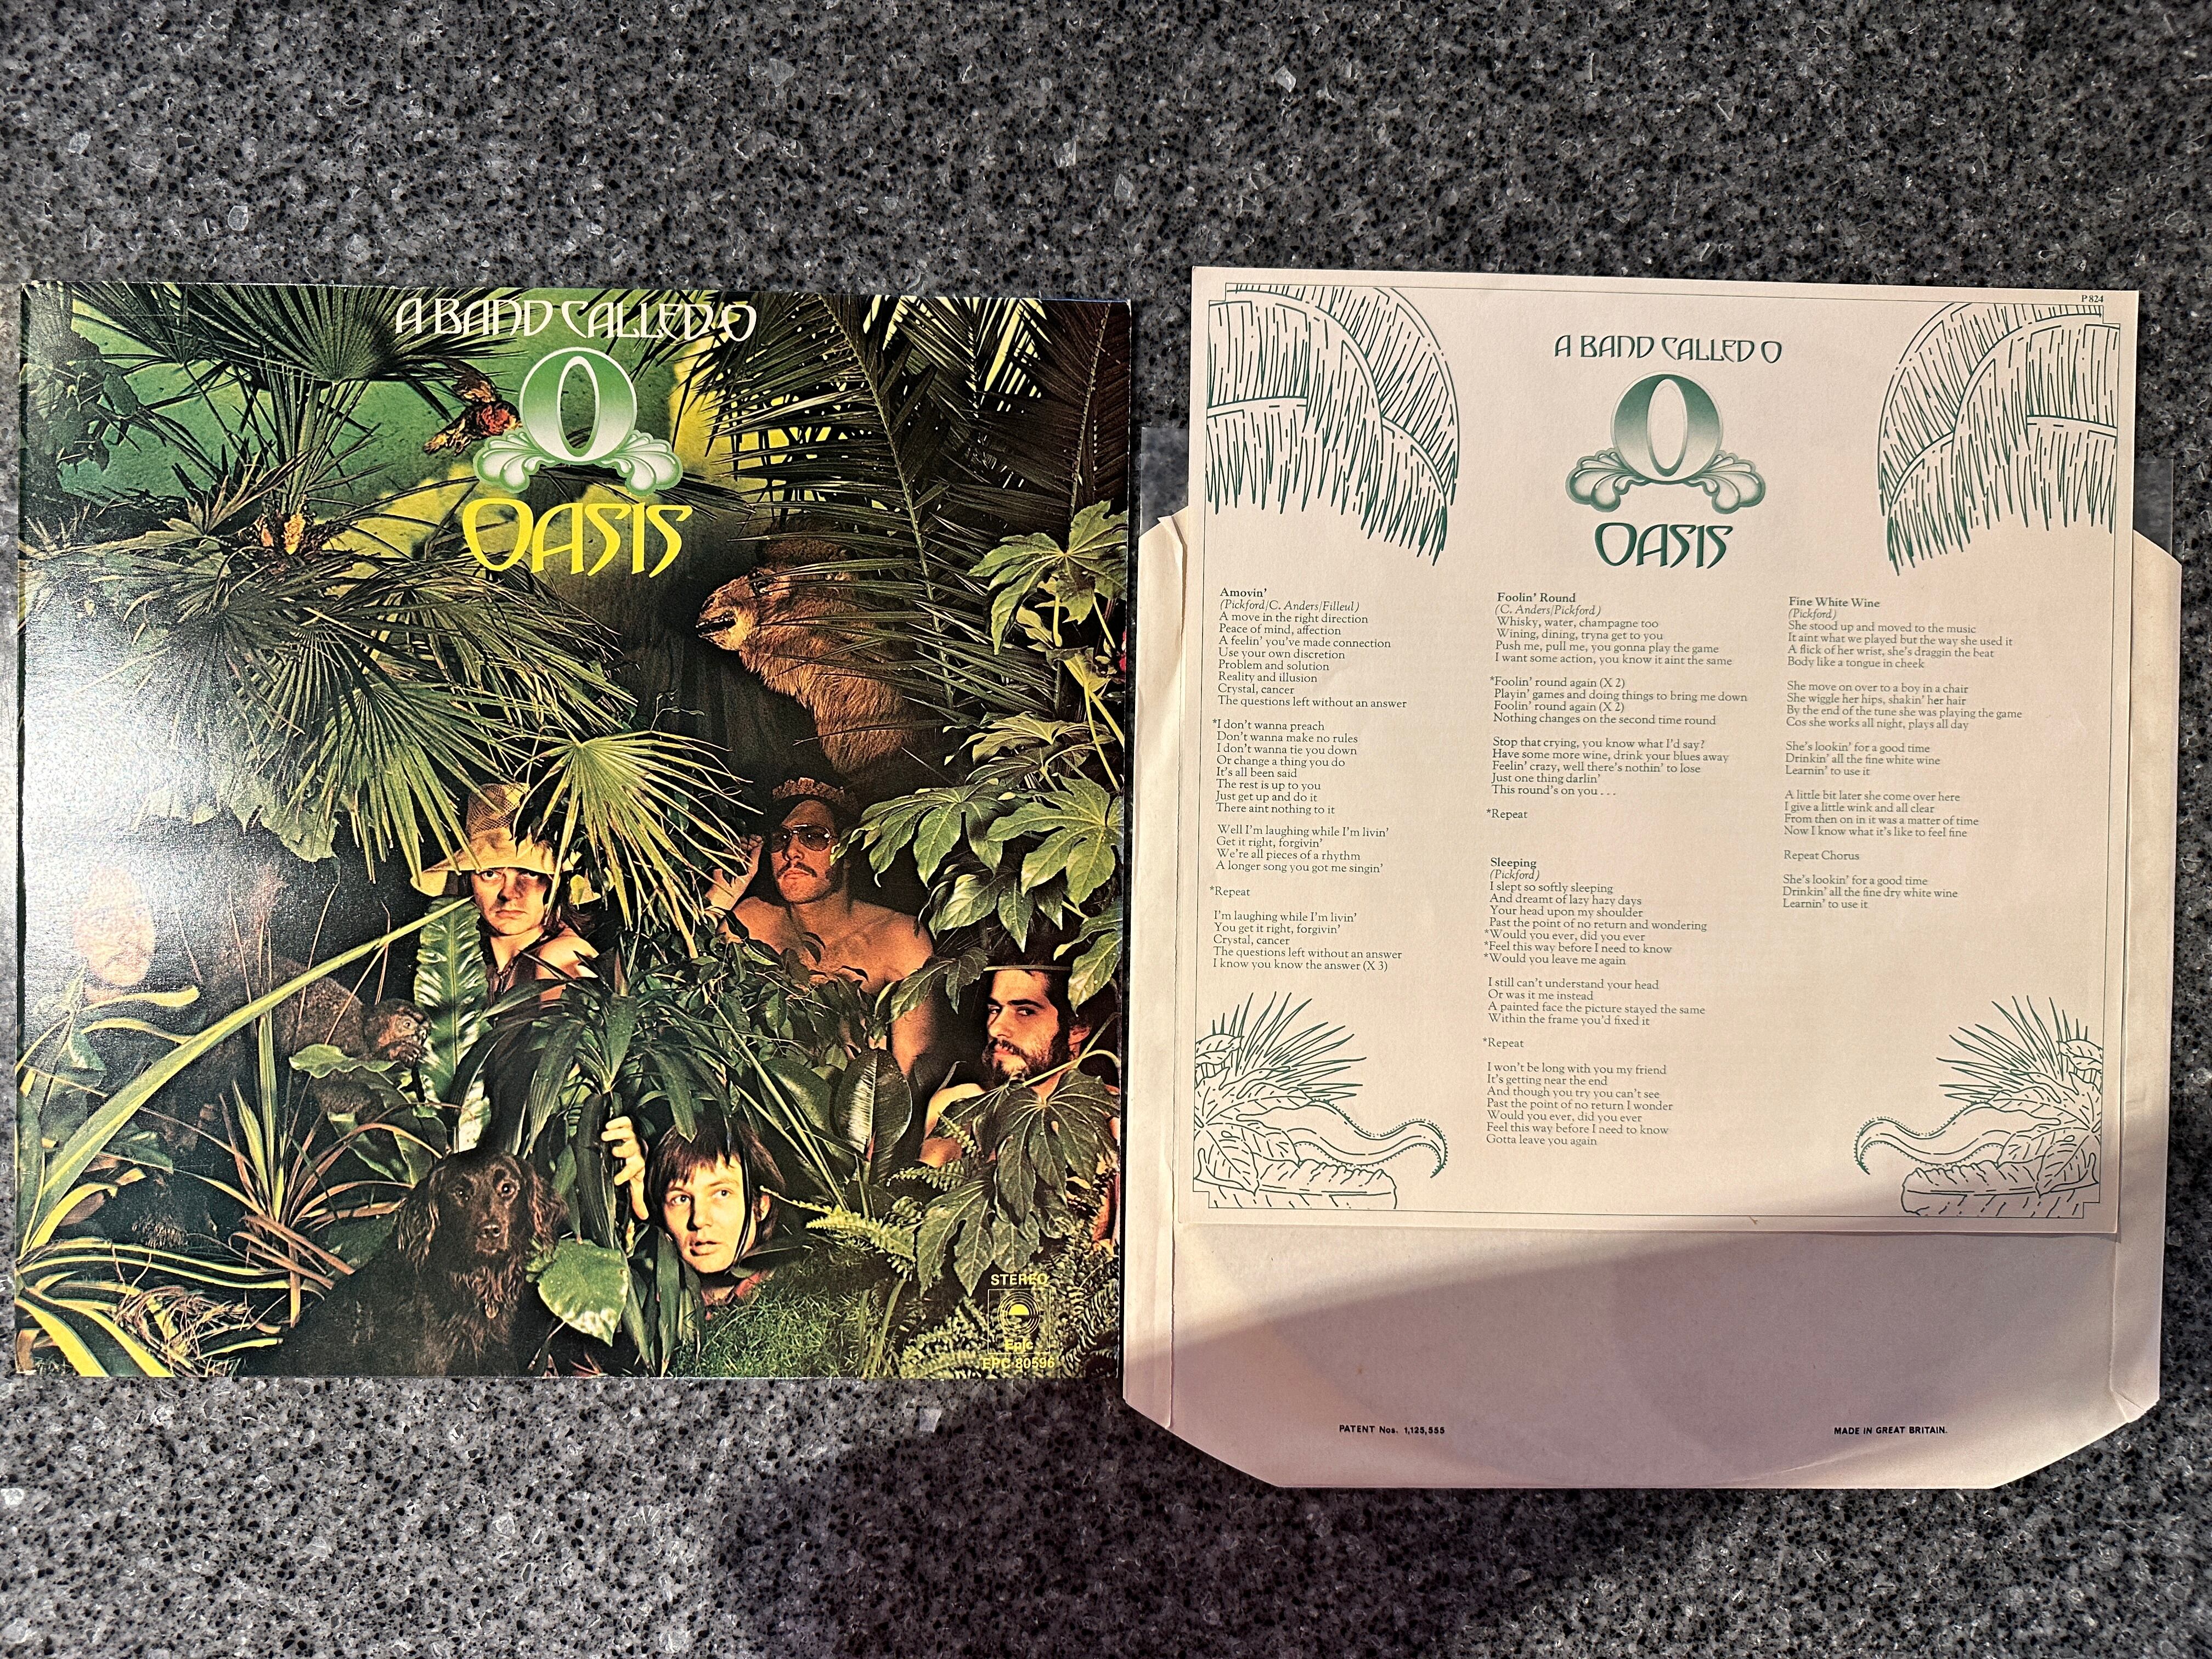 A BAND CALLED O
O
OASIS
STEREO
Epic
EPC 80596
P 824
A BAND CALLED O
O
OASIS
Amovin'
(Pickford/C. Anders/Filleul)
A move in the right direction
Peace of mind, affection
A feelin' you've made connection
Use your own discretion
Problem and solution
Reality and illusion
Crystal, cancer
The questions left without an answer
*I don't wanna preach
Don't wanna make no rules
I don't wanna tie you down
Or change a thing you do
It's all been said
The rest is up to you
Just get up and do it
There aint nothing to it
Well I'm laughing while I'm livin'
Get it right, forgivin'
We're all pieces of a rhythm
A longer song you got me singin'
*Repeat
I'm laughing while I'm livin'
You get it right, forgivin'
Crystal, cancer
The questions left without an answer
I know you know the answer (X 3)
Foolin' Round
(C. Anders/Pickford)
Whisky, water, champagne too
Wining, dining, tryna get to you
Push me, pull me, you gonna play the game
I want some action, you know it aint the same
*Foolin' round again (X 2)
Playin' games and doing things to bring me down
Foolin' round again (X 2)
Nothing changes on the second time round
Stop that crying, you know what I'd say?
Have some more wine, drink your blues away
Feelin' crazy, well there's nothin' to lose
Just one thing darlin'
This round's on you . . .
*Repeat
Sleeping
(Pickford)
I slept so softly sleeping
And dreamt of lazy hazy days
Your head upon my shoulder
Past the point of no return and wondering
*Would you ever, did you ever
*Feel this way before I need to know
*Would you leave me again
I still can't understand your head
Or was it me instead
A painted face the picture stayed the same
Within the frame you'd fixed it
*Repeat
I won't be long with you my friend
It's getting near the end
And though you try you can't see
Past the point of no return I wonder
Would you ever, did you ever
Feel this way before I need to know
Gotta leave you again
Fine White Wine
(Pickford)
She stood up and moved to the music
It aint what we played but the way she used it
A flick of her wrist, she's draggin the beat
Body like a tongue in cheek
She move on over to a boy in a chair
She wiggle her hips, shakin' her hair
By the end of the tune she was playing the game
Cos she works all night, plays all day
She's lookin' for a good time
Drinkin' all the fine white wine
Learnin' to use it
A little bit later she come over here
I give a little wink and all clear
From then on in it was a matter of time
Now I know what it's like to feel fine
Repeat Chorus
She's lookin' for a good time
Drinkin' all the fine dry white wine
Learnin' to use it
PATENT Nos. 1,125,555
MADE IN GREAT BRITAIN.